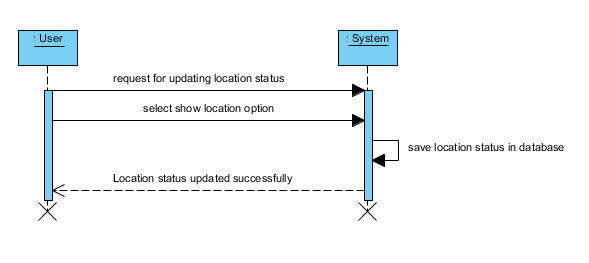 : User
: System
request for updating location status
select show location option
save location status in database
Location status updated successfully